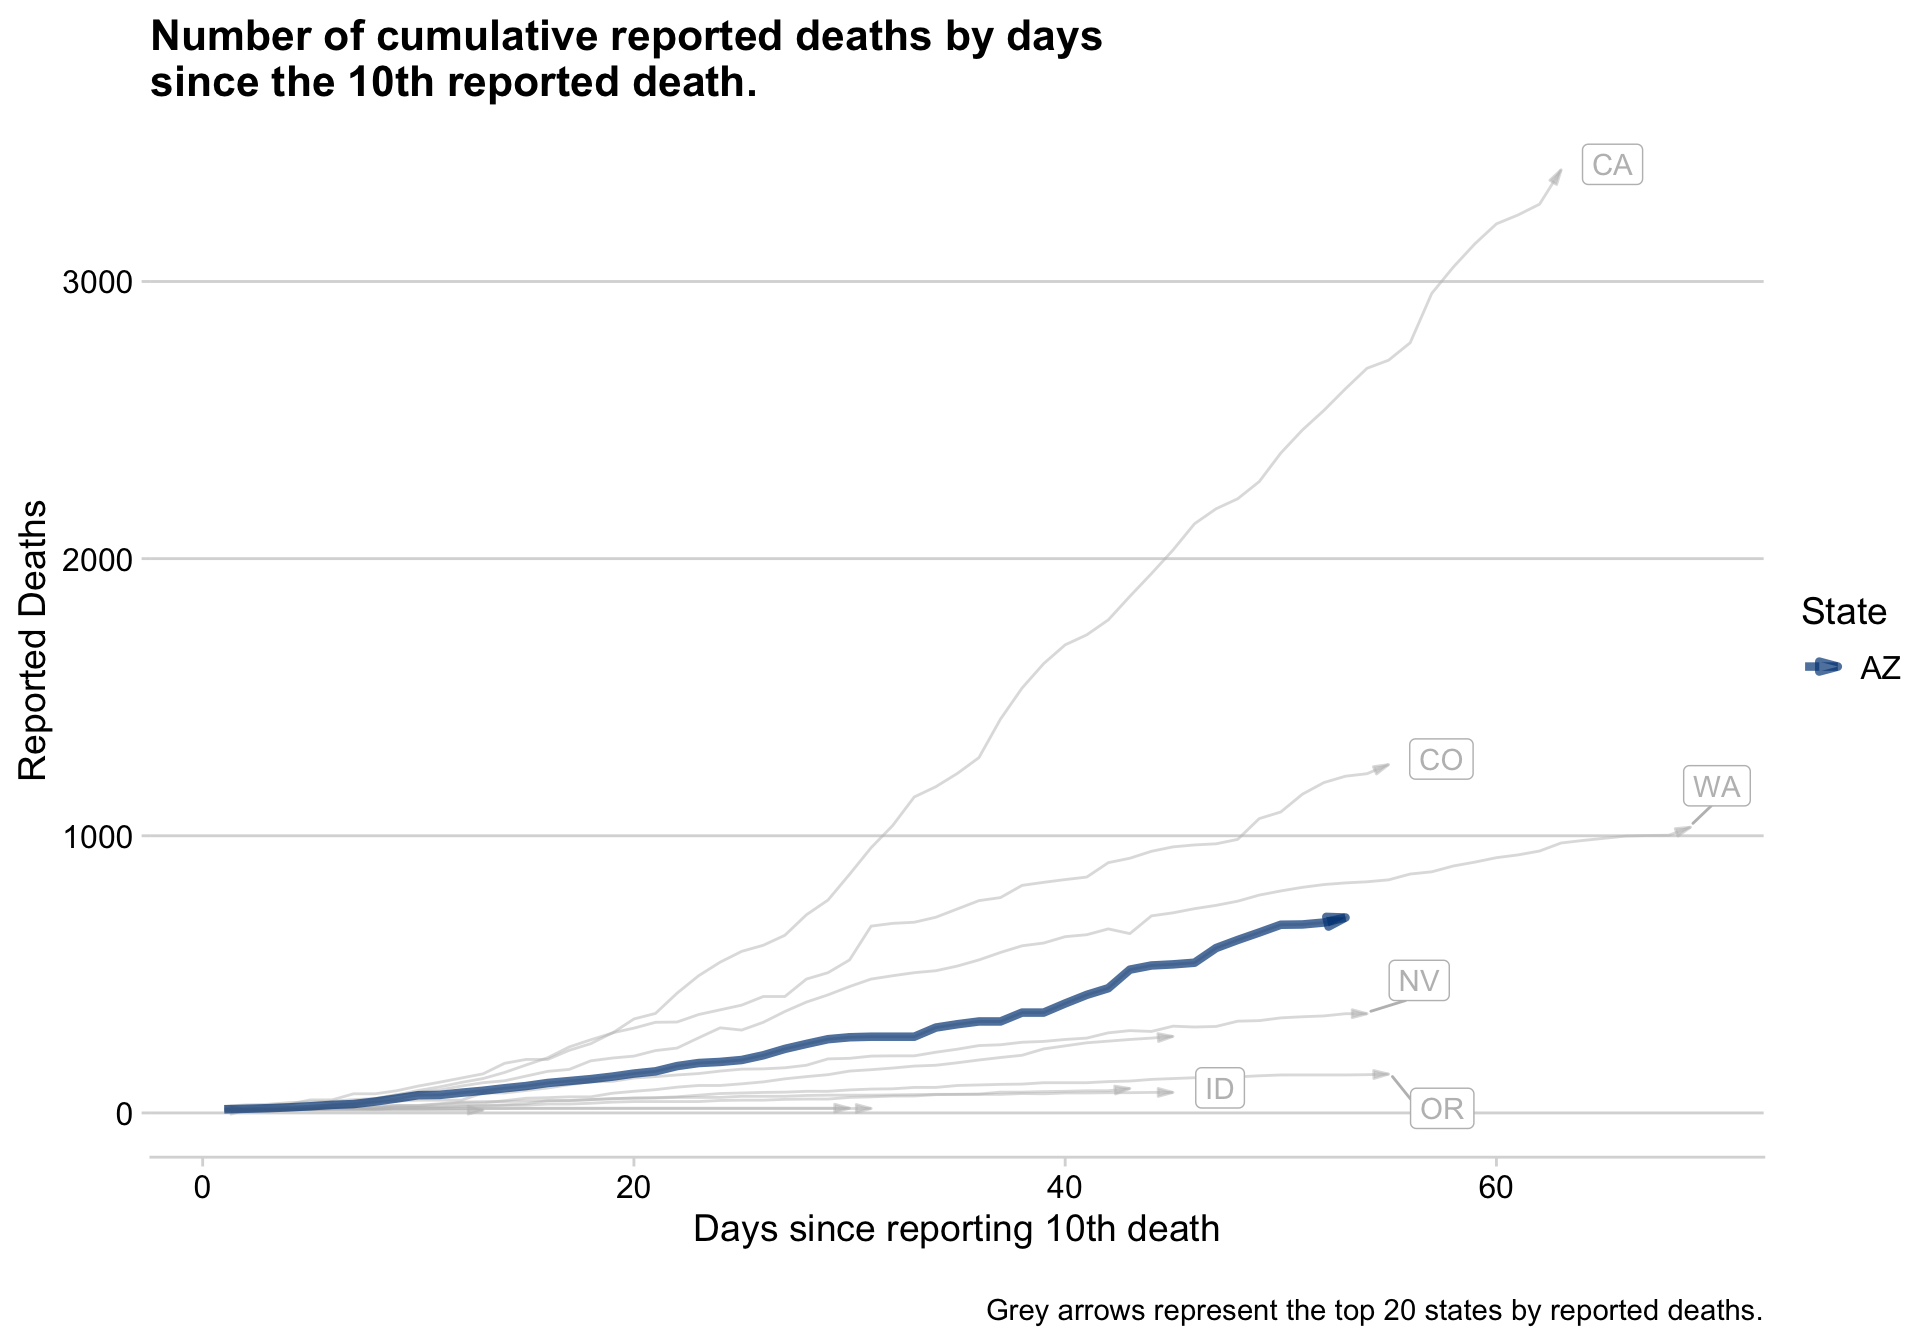 Number of cumulative reported deaths by days
since the 10th reported death.
CA
3000
2000
Reported Deaths
State
AZ
CO
WA
1000
NV
ID
OR
0
0 20 40 60
Days since reporting 10th death
Grey arrows represent the top 20 states by reported deaths.